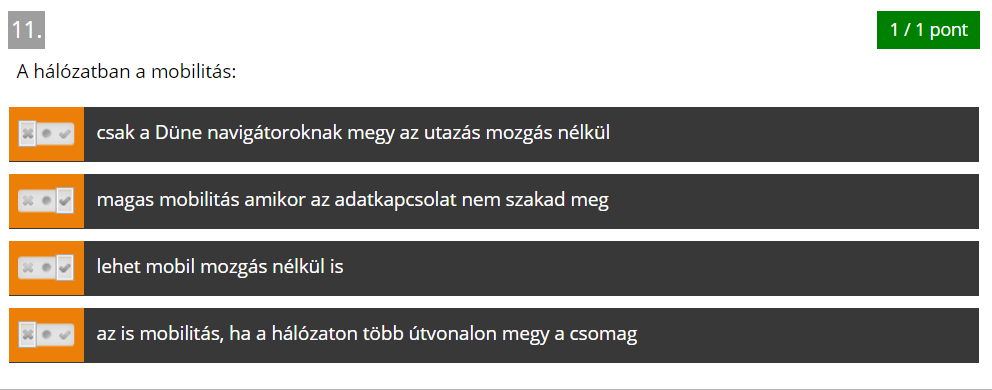 11.
1 / 1 pont
A hálózatban a mobilitás:
csak a Düne navigátoroknak megy az utazás mozgás nélkül
magas mobilitás amikor az adatkapcsolat nem szakad meg
lehet mobil mozgás nélkül is
az is mobilitás, ha a hálózaton több útvonalon megy a csomag